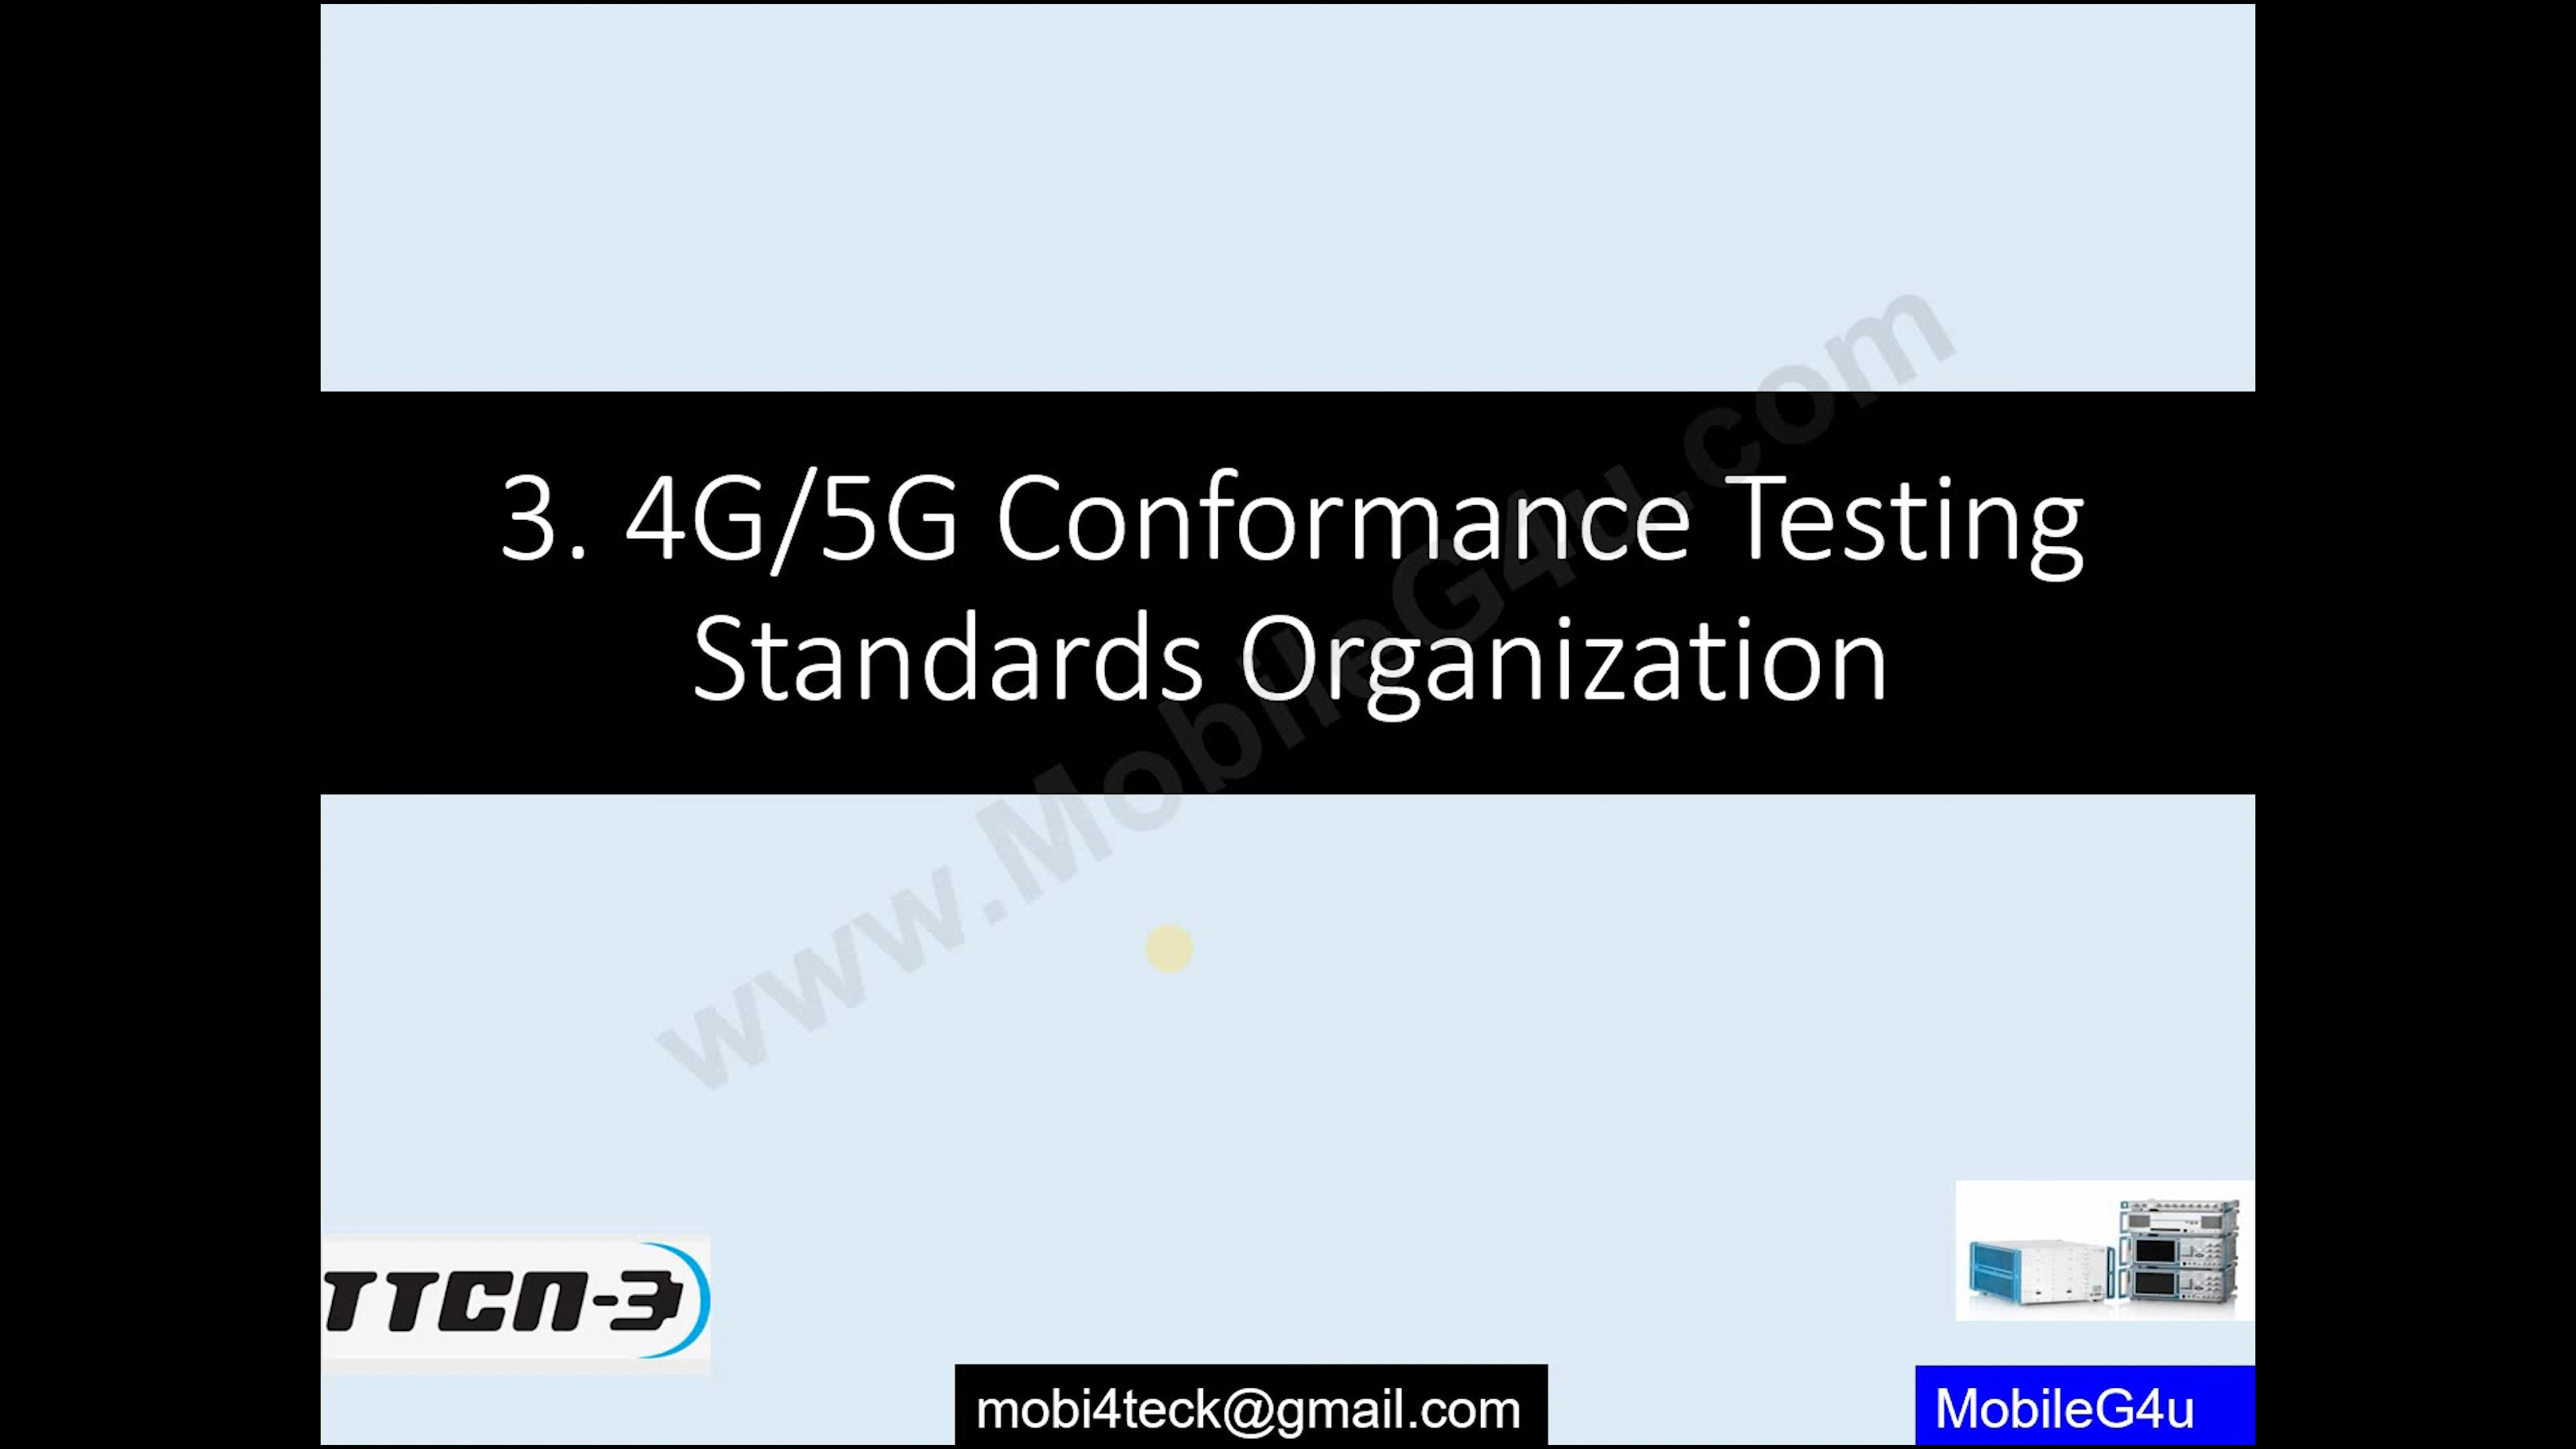 3. 4G/5G Conformance Testing
Standards Organization
www.MobileG4u.com
TTCN-3
mobi4teck@gmail.com
MobileG4u